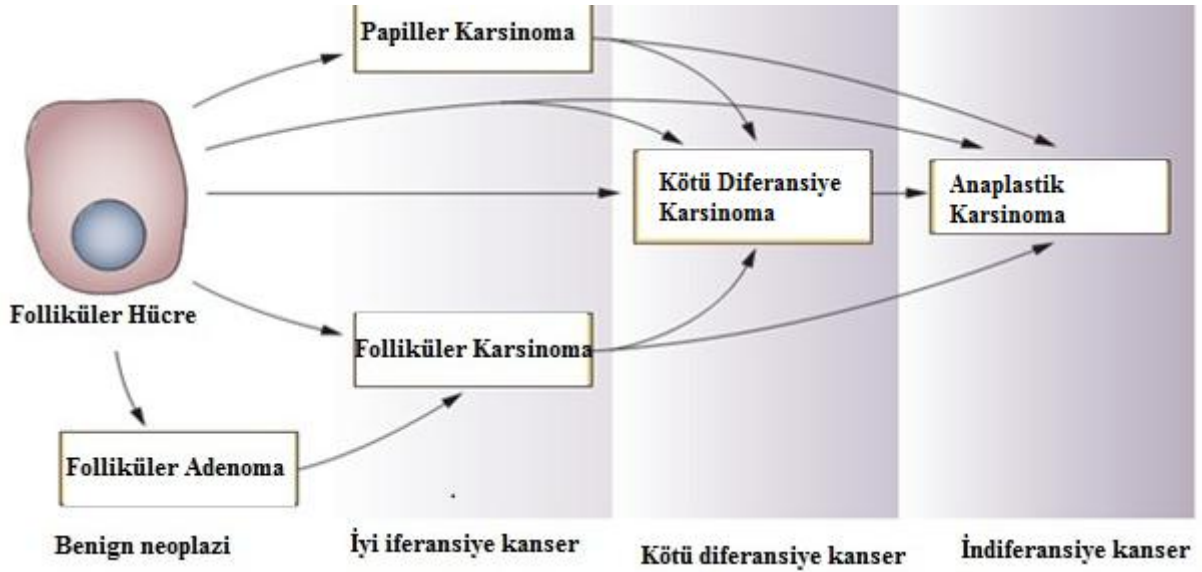 Papiller Karsinoma
Kötü Diferansiye
Karsinoma
Anaplastik
Karsinoma
Folliküler Hücre
Folliküler Karsinoma
Folliküler Adenoma
Benign neoplazi
İyi iferansiye kanser
Kötü diferansiye kanser
İndiferansiye kanser